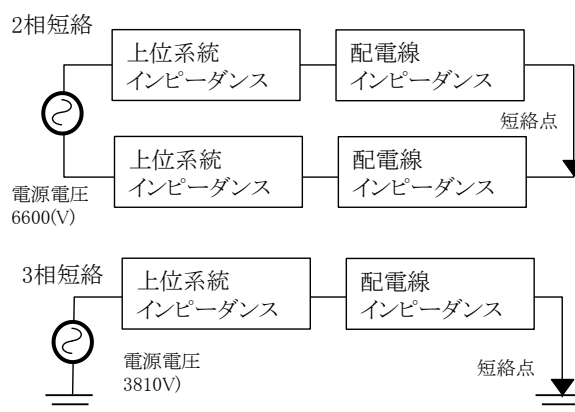 2相短絡
上位系統
インピーダンス
配電線
インピーダンス
短絡点
上位系統
インピーダンス
配電線
インピーダンス
電源電圧
6600(V)
3相短絡
上位系統
インピーダンス
配電線
インピーダンス
電源電圧
3810V)
短絡点